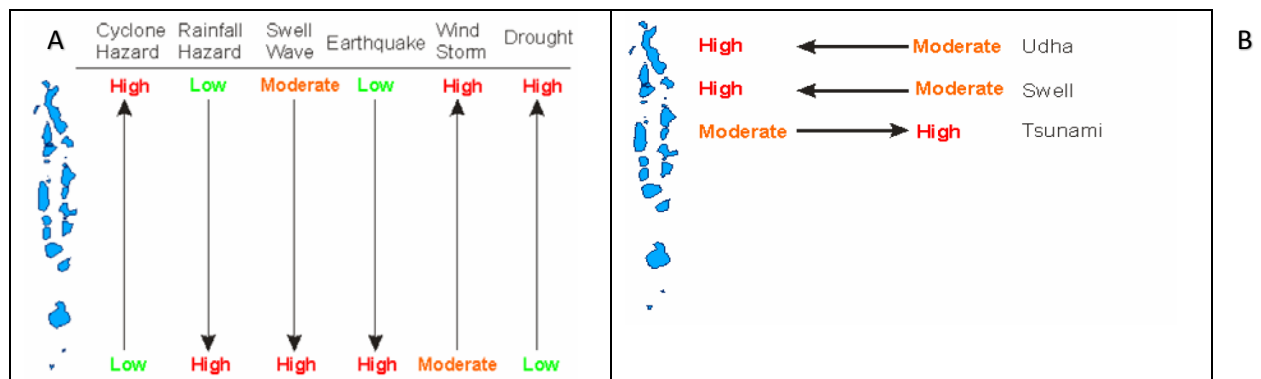 A
Cyclone Hazard Rainfall Hazard Swell Wave Earthquake Wind Storm Drought
High Low Moderate Low High High
Low High High High Moderate Low
B
High Moderate Udha
High Moderate Swell
Moderate High Tsunami